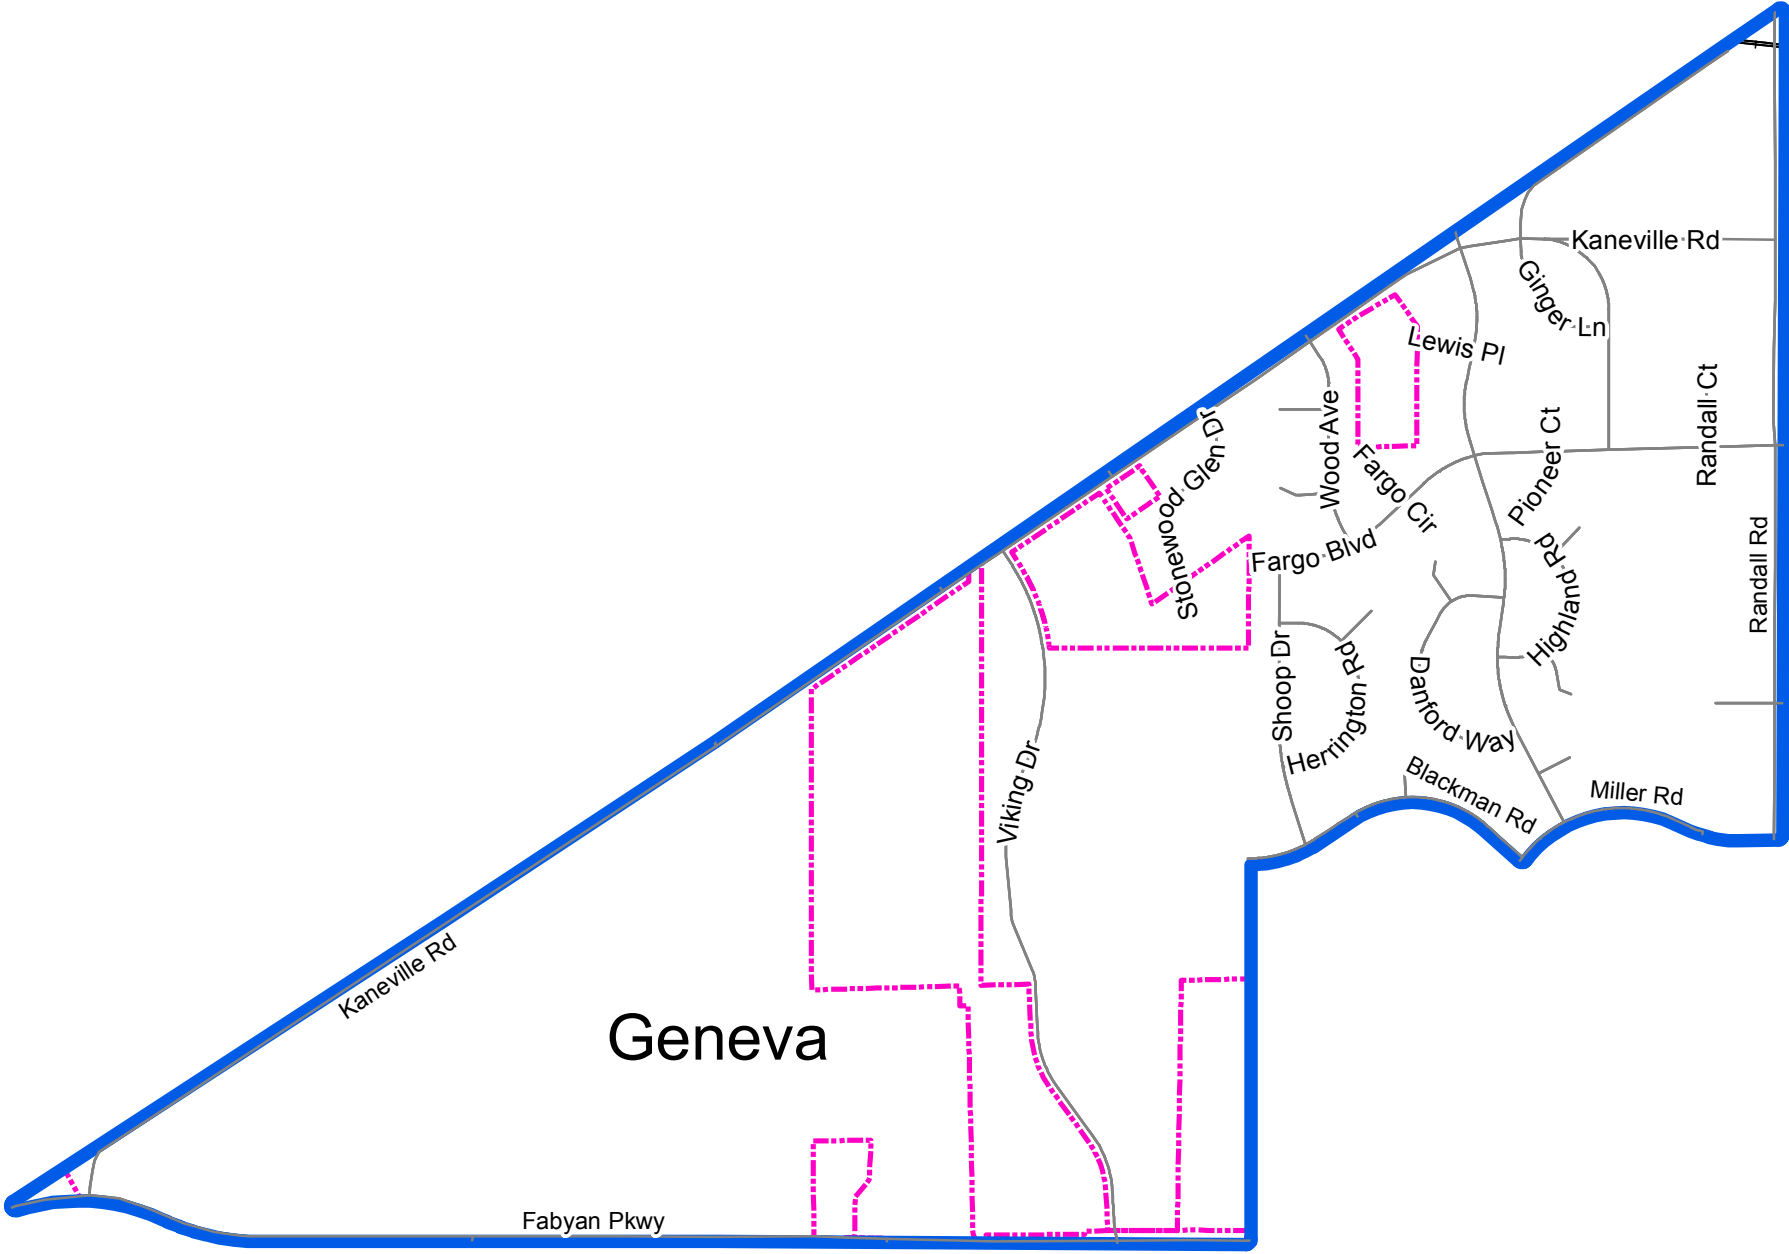 Kaneville Rd
Ginger Ln
Lewis Pl
Randall Ct
Wood Ave
Pioneer Ct
Stonewood Glen Dr
Fargo Cir
Fargo Blvd
Highland Rd
Randall Rd
Shoop Dr
Herrington Rd
Danford Way
Viking Dr
Blackman Rd
Miller Rd
Kaneville Rd
Geneva
Fabyan Pkwy